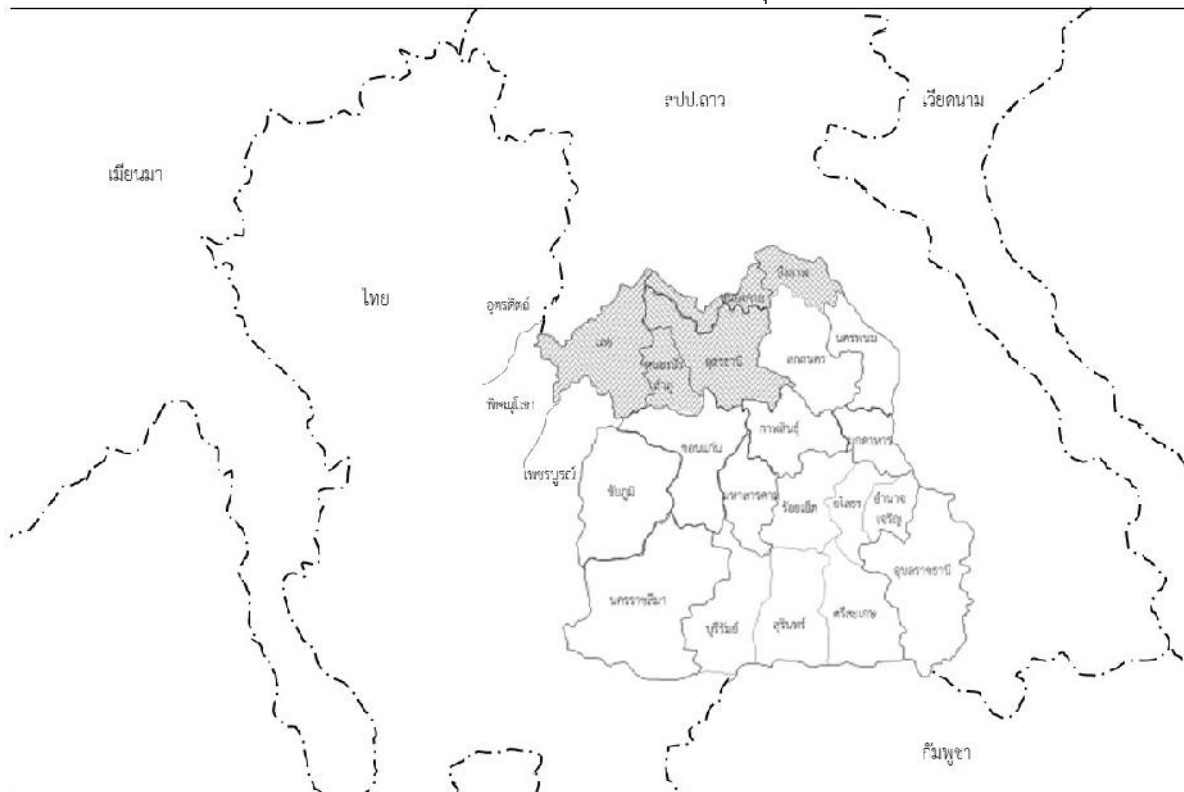 สปป.ลาว
เวียดนาม
เมียนมา
บึงกาฬ
หนองคาย
ไทย
อุตรดิตถ์
เลย
หนองบัว
ลำภู
อุดรธานี
สกลนคร
นครพนม
พิษณุโลก
เพชรบูรณ์
ขอนแก่น
กาฬสินธุ์
มุกดาหาร
ชัยภูมิ
มหาสารคาม
ร้อยเอ็ด
ยโสธร
อำนาจ
เจริญ
อุบลราชธานี
นครราชสีมา
บุรีรัมย์
สุรินทร์
ศรีสะเกษ
กัมพูชา